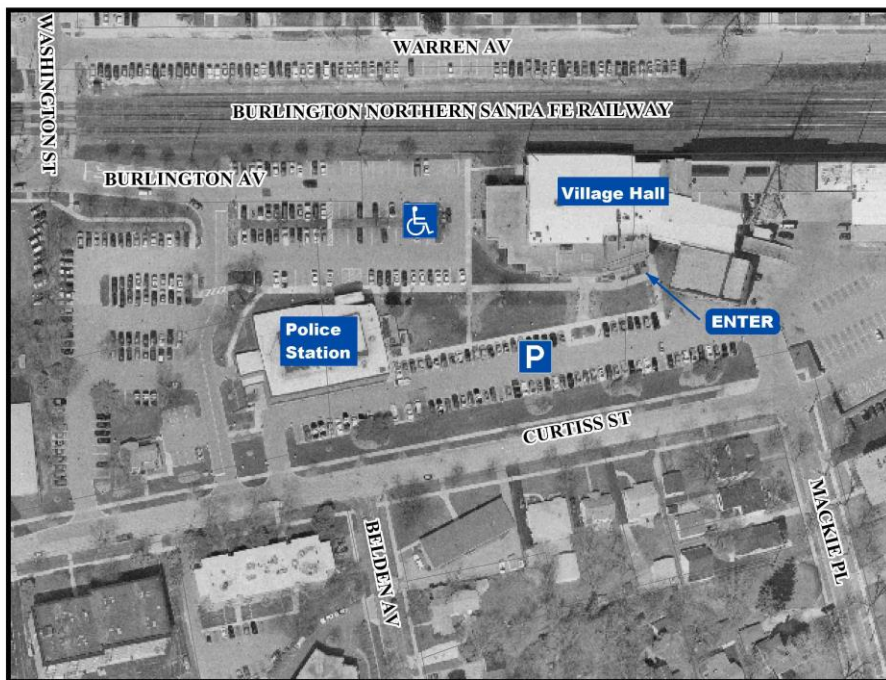 WARREN AV
WASHINGTON ST
BURLINGTON NORTHERN SANTA FE RAILWAY
BURLINGTON AV
Village Hall
ENTER
Police
Station
P
CURTISS ST
BELDEN AV
MACKIE PL